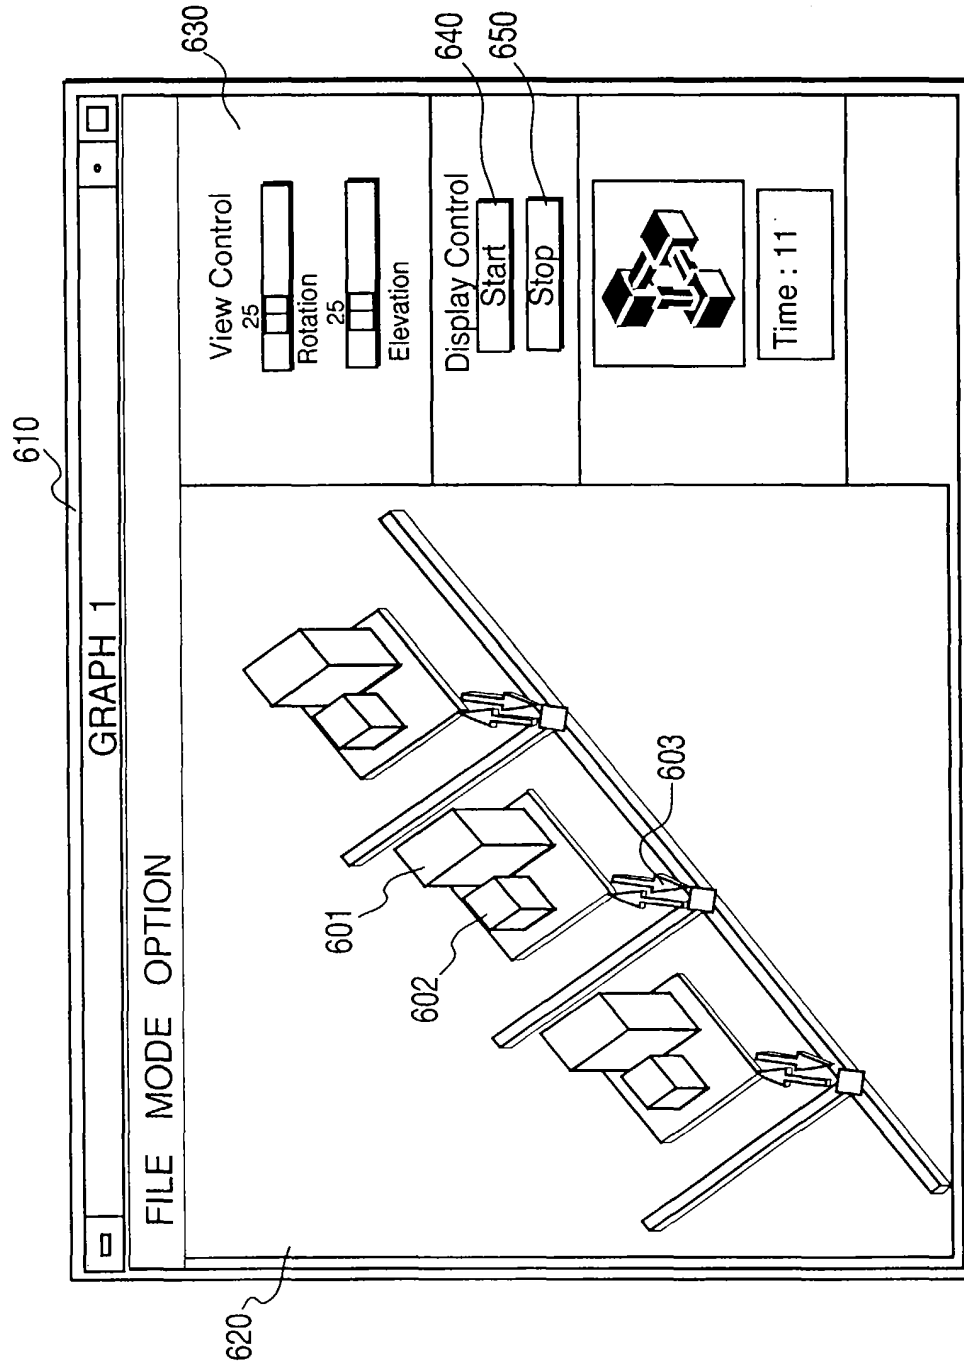 610
GRAPH 1
FILE MODE OPTION
620
630
View Control
25
Rotation
25
Elevation
Display Control
Start
640
Stop
650
Time : 11
601
602
603